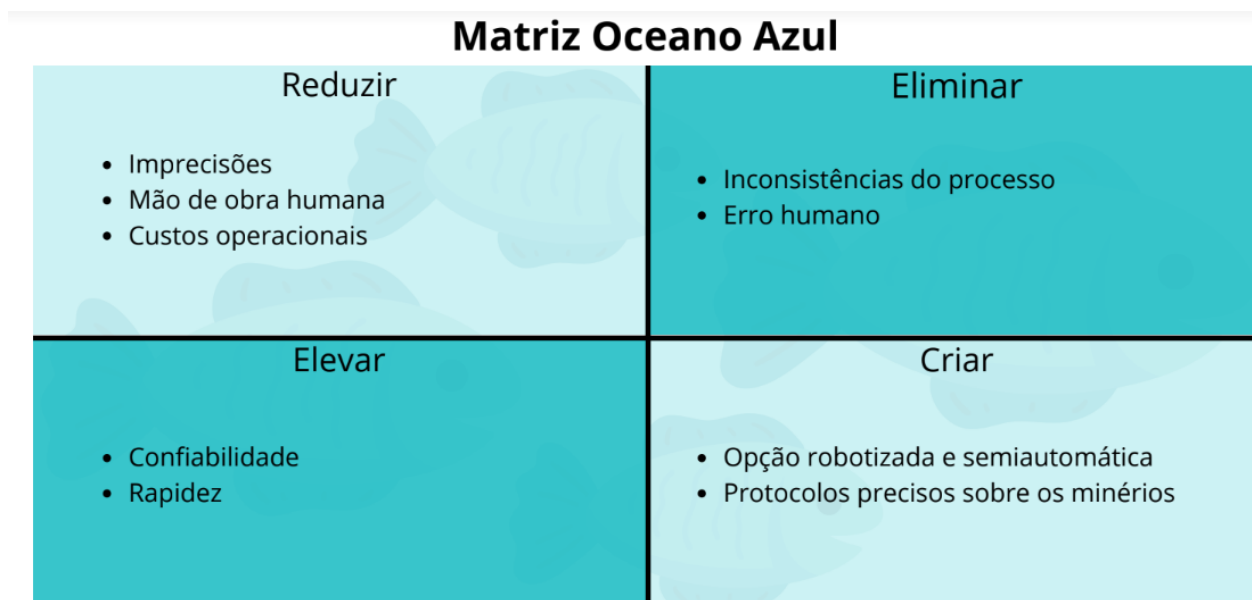 Matriz Oceano Azul
Reduzir
• Imprecisões
• Mão de obra humana
• Custos operacionais
Eliminar
• Inconsistências do processo
• Erro humano
Elevar
• Confiabilidade
• Rapidez
Criar
• Opção robotizada e semiautomática
• Protocolos precisos sobre os minérios